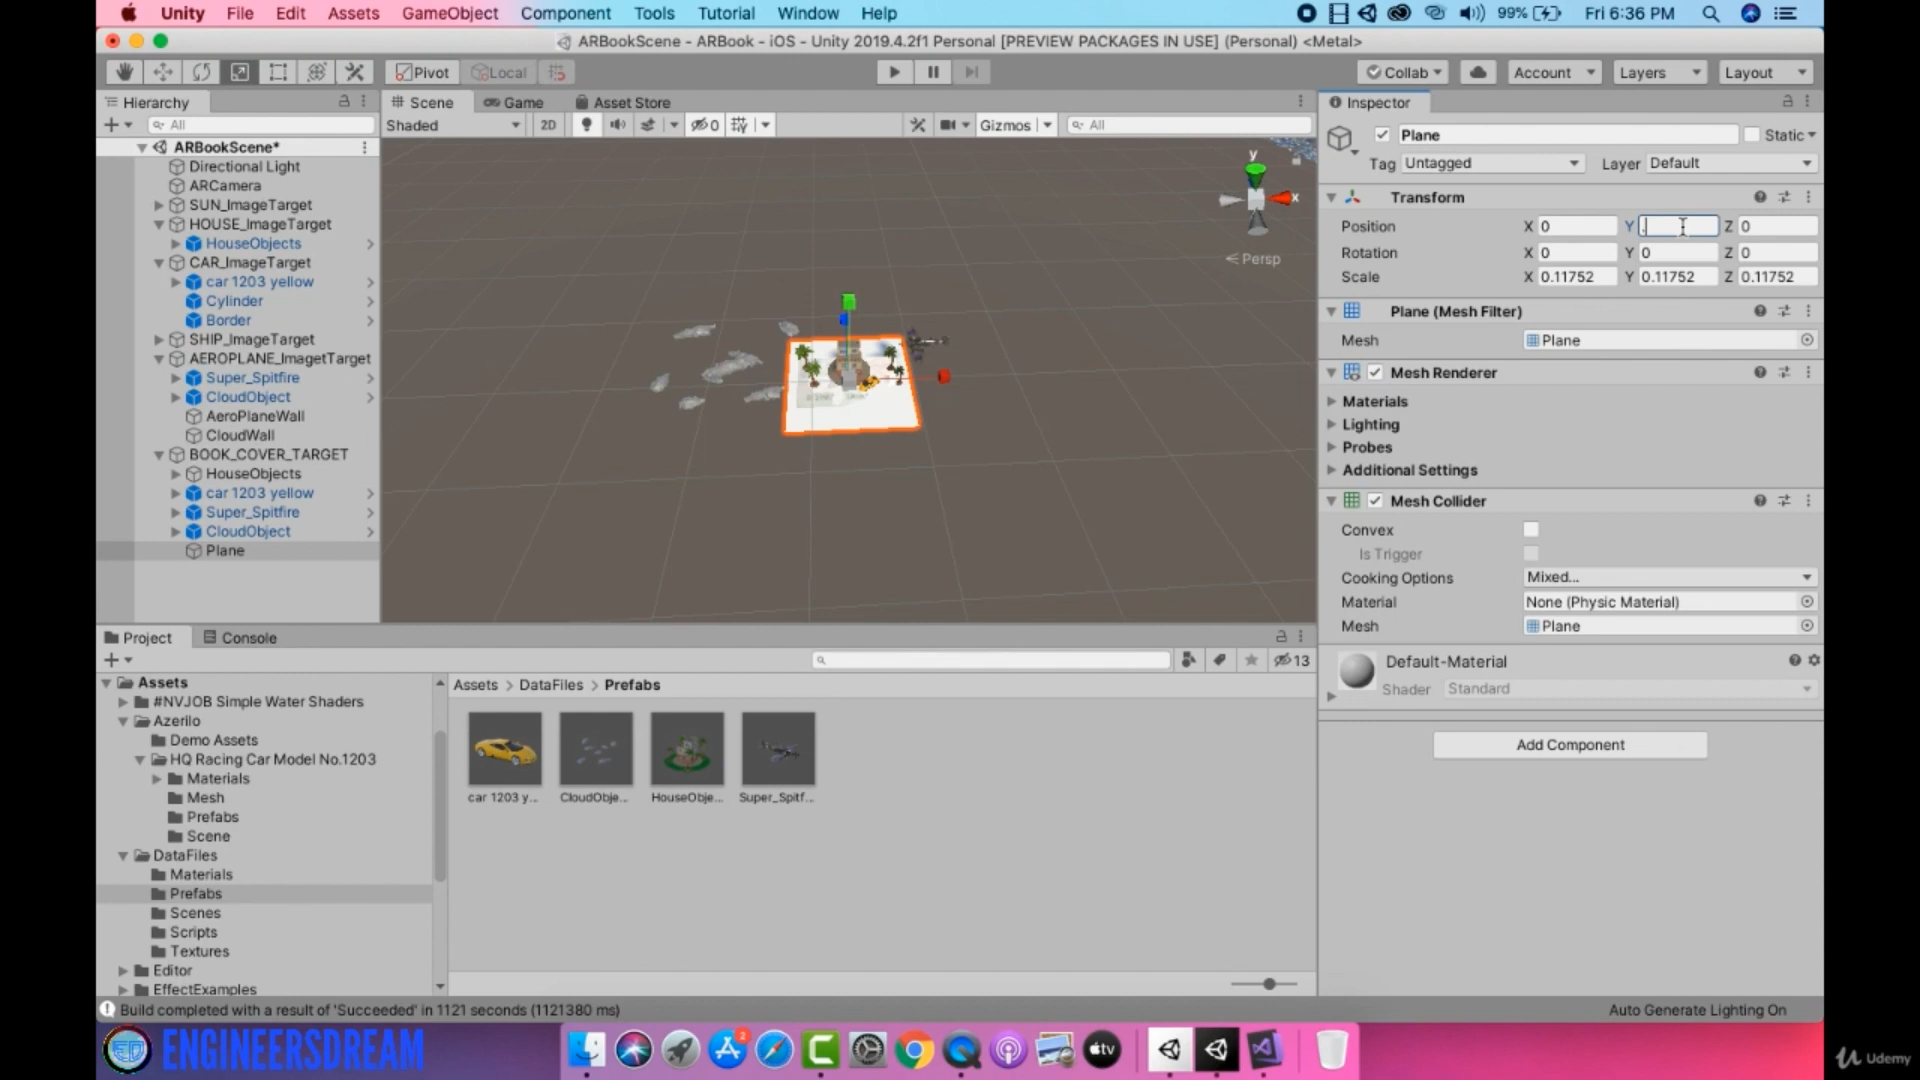 Unity File Edit Assets GameObject Component Tools Tutorial Window Help
99% Fri 6:36 PM
ARBookScene - ARBook - iOS - Unity 2019.4.2f1 Personal [PREVIEW PACKAGES IN USE] (Personal) <Metal>
Pivot Local Collab Account Layers Layout
Hierarchy
All
ARBookScene*
Directional Light
ARCamera
SUN_ImageTarget
HOUSE_ImageTarget
HouseObjects
CAR_ImageTarget
car 1203 yellow
Cylinder
Border
SHIP_ImageTarget
AEROPLANE_ImagetTarget
Super_Spitfire
CloudObject
AeroPlaneWall
CloudWall
BOOK_COVER_TARGET
HouseObjects
car 1203 yellow
Super_Spitfire
CloudObject
Plane
Scene Game Asset Store
Shaded 2D 0 Gizmos All
y
x
Persp
Inspector
Plane Static
Tag Untagged Layer Default
Transform
Position X 0 Y . Z 0
Rotation X 0 Y 0 Z 0
Scale X 0.11752 Y 0.11752 Z 0.11752
Plane (Mesh Filter)
Mesh Plane
Mesh Renderer
Materials
Lighting
Probes
Additional Settings
Mesh Collider
Convex
Is Trigger
Cooking Options Mixed...
Material None (Physic Material)
Mesh Plane
Default-Material
Shader Standard
Add Component
Project Console
13
Assets
#NVJOB Simple Water Shaders
Azerilo
Demo Assets
HQ Racing Car Model No.1203
Materials
Mesh
Prefabs
Scene
DataFiles
Materials
Prefabs
Scenes
Scripts
Textures
Editor
EffectExamples
Assets > DataFiles > Prefabs
car 1203 y... CloudObje... HouseObje... Super_Spitf...
Build completed with a result of 'Succeeded' in 1121 seconds (1121380 ms)
Auto Generate Lighting On
ED ENGINEERSDREAM
2
tv
Udemy